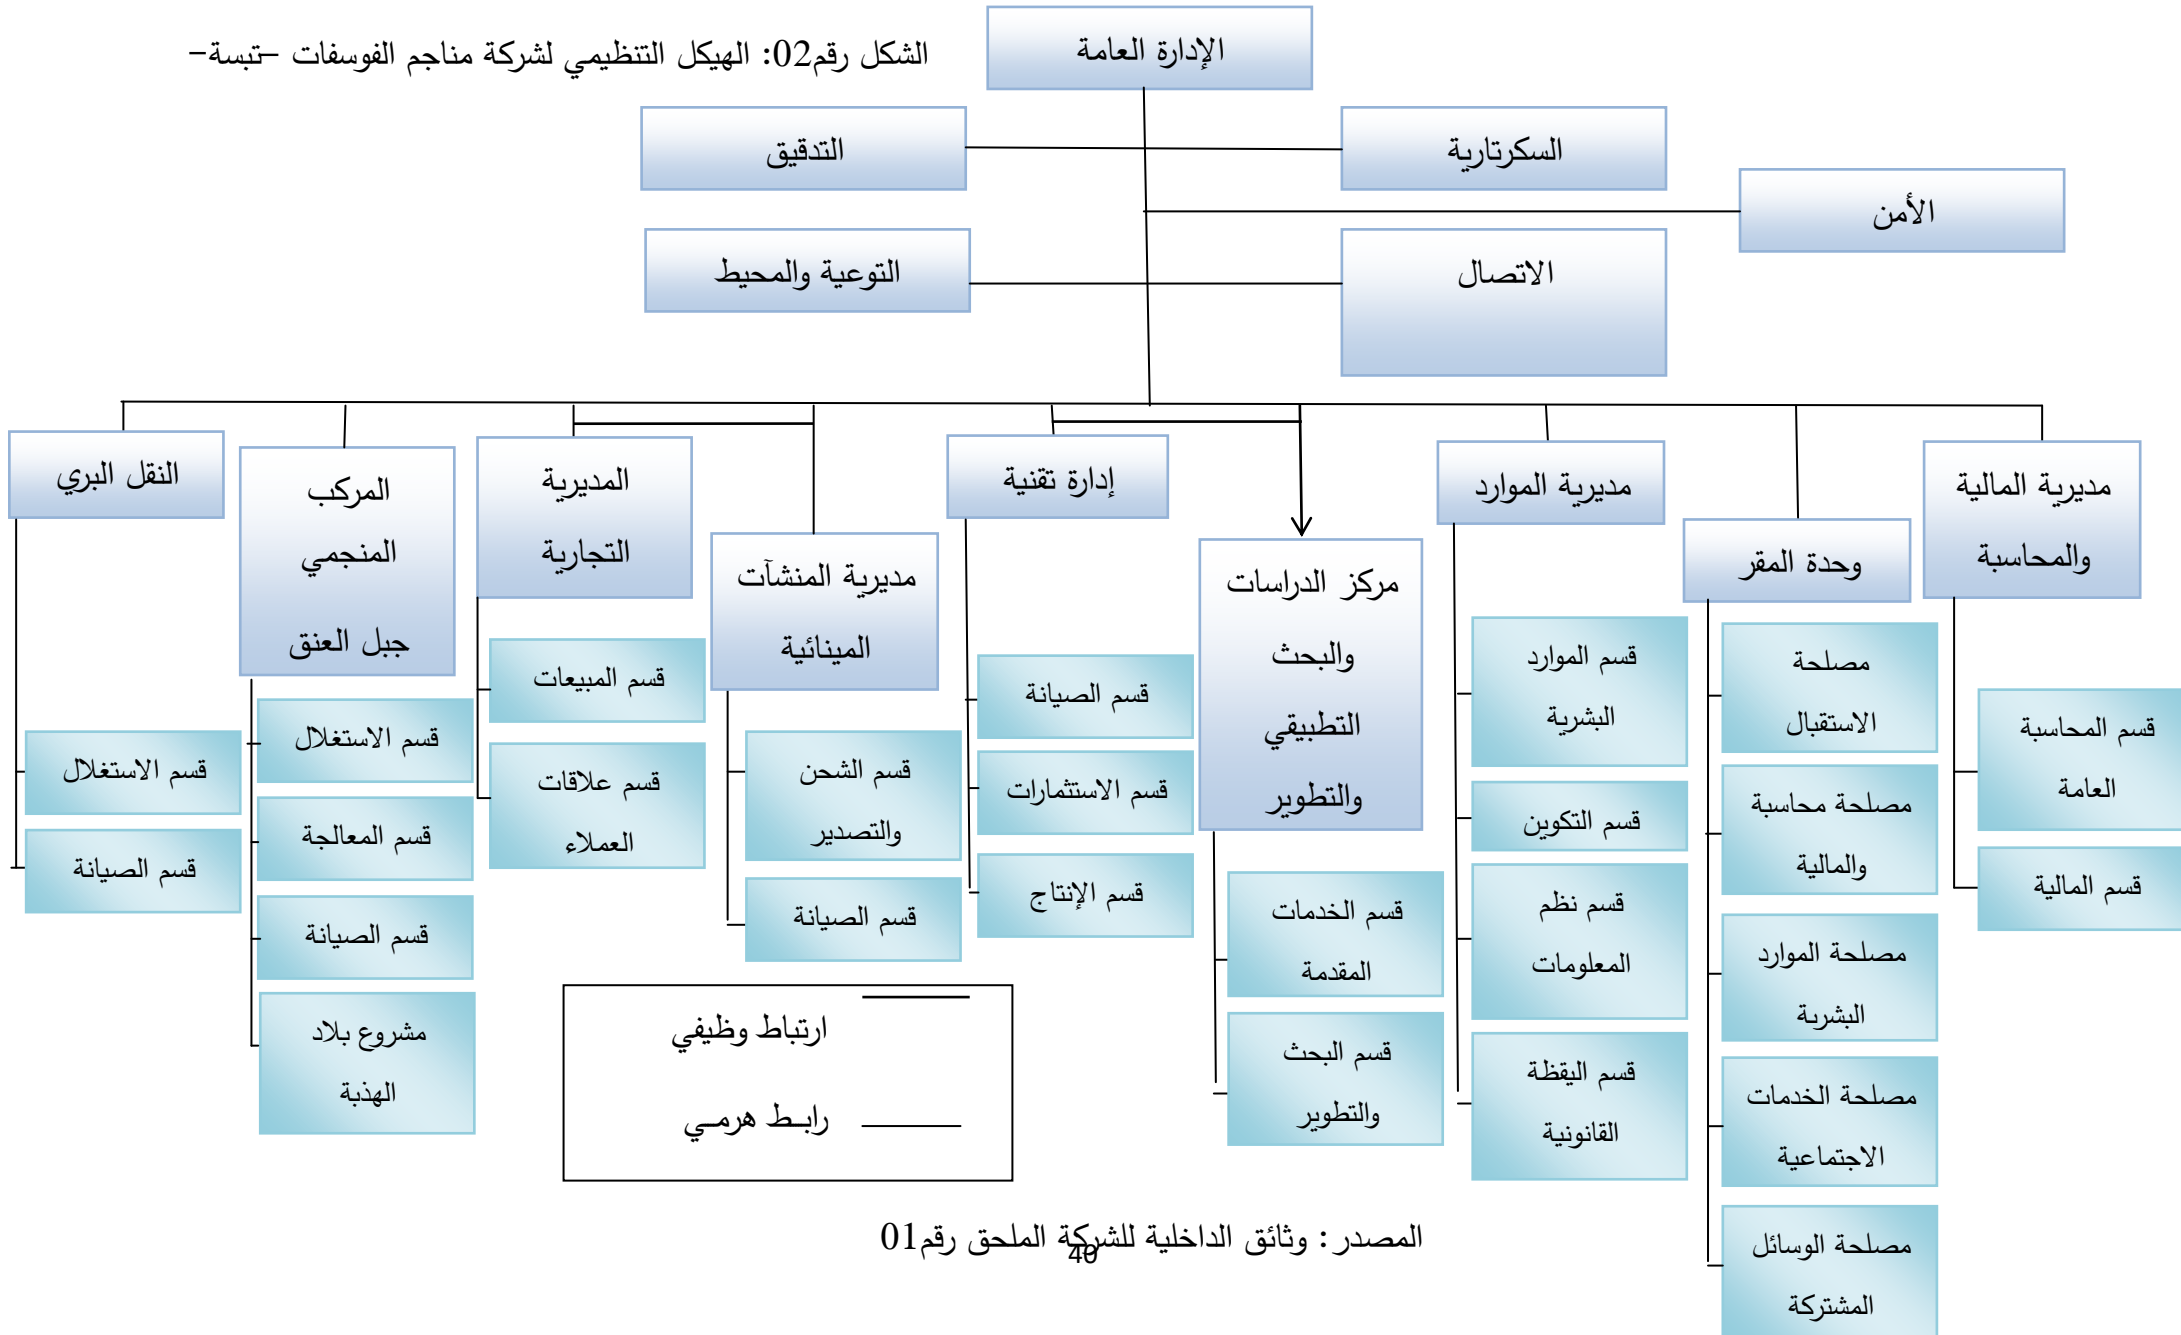 الشكل رقم02: الهيكل التنظيمي لشركة مناجم الفوسفات –تبسة-
الإدارة العامة
السكرتارية
التدقيق
الأمن
الاتصال
التوعية والمحيط
مديرية المالية
والمحاسبة
وحدة المقر
مديرية الموارد
مركز الدراسات
والبحث
التطبيقي
والتطوير
إدارة تقنية
مديرية المنشآت
المينائية
المديرية
التجارية
المركب
المنجمي
جبل العنق
النقل البري
قسم المحاسبة
العامة
قسم المالية
مصلحة
الاستقبال
مصلحة محاسبة
والمالية
مصلحة الموارد
البشرية
مصلحة الخدمات
الاجتماعية
مصلحة الوسائل
المشتركة
قسم الموارد
البشرية
قسم التكوين
قسم نظم
المعلومات
قسم اليقظة
القانونية
قسم الخدمات
المقدمة
قسم البحث
والتطوير
قسم الصيانة
قسم الاستثمارات
قسم الإنتاج
قسم الشحن
والتصدير
قسم الصيانة
قسم المبيعات
قسم علاقات
العملاء
قسم الاستغلال
قسم المعالجة
قسم الصيانة
مشروع بلاد
الهذبة
قسم الاستغلال
قسم الصيانة
ارتباط وظيفي
رابـط هرمـي
المصدر: وثائق الداخلية للشركة الملحق رقم01
40